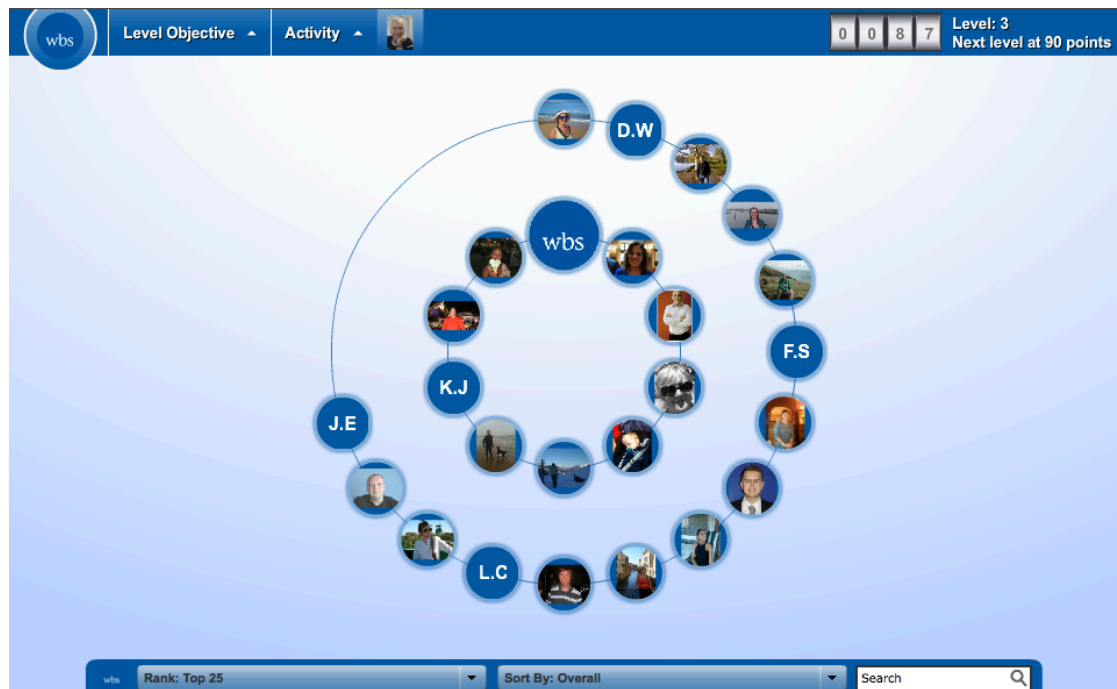 wbs
Level Objective
Activity
0 0 8 7
Level: 3
Next level at 90 points
D.W
wbs
F.S
K.J
J.E
L.C
wbs
Rank: Top 25
Sort By: Overall
Search